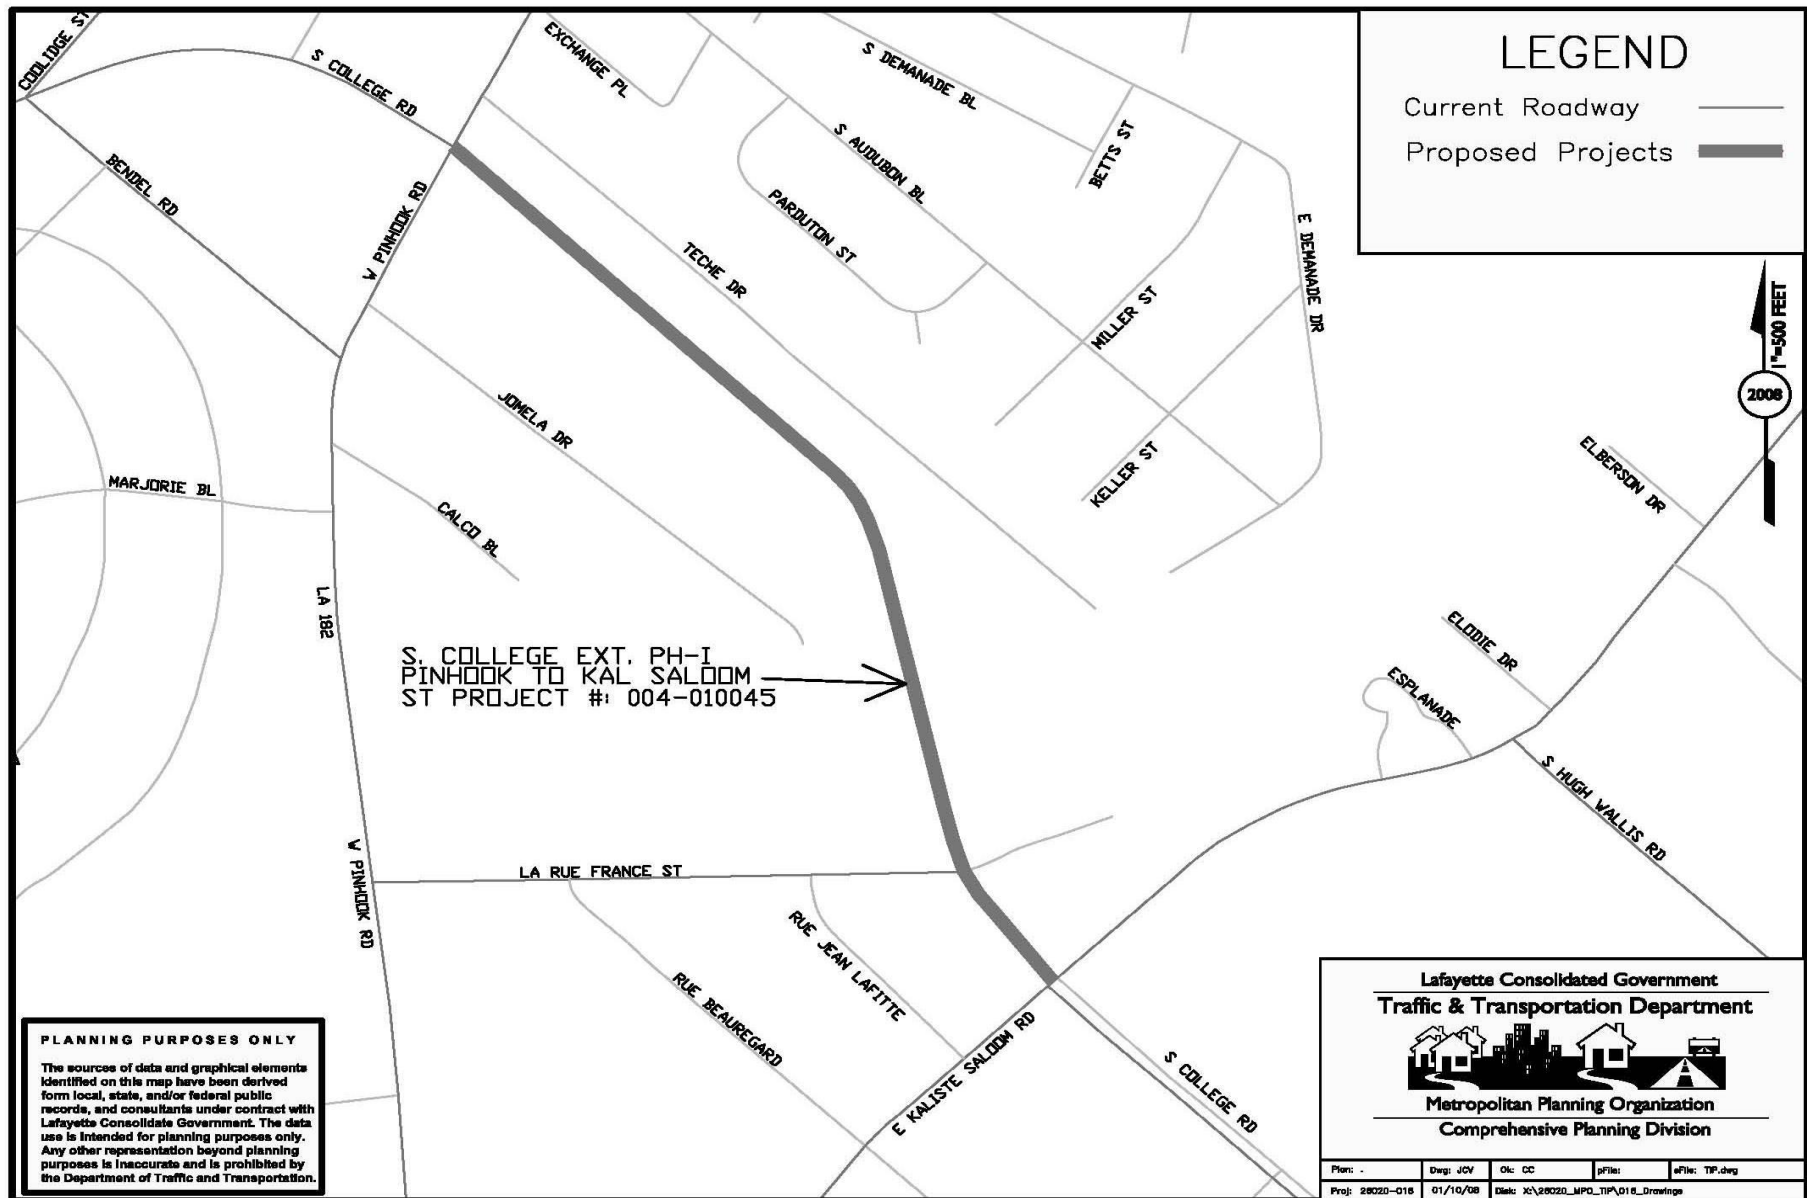 LEGEND
Current Roadway
Proposed Projects
COOLIDGE ST
S COLLEGE RD
EXCHANGE PL
S DEMANADE BL
BETTS ST
S AUDUBON BL
BENDEL RD
W PINHOOK RD
PARDUTON ST
TECHE DR
E DEMANADE DR
MILLER ST
1"=500 FEET
2008
JOMELA DR
KELLER ST
ELBERSON DR
MARJORIE BL
CALCO BL
LA 182
ELODIE DR
ESPLANADE
S. COLLEGE EXT. PH-I
PINHOOK TO KAL SALOOM
ST PROJECT #: 004-010045
S HUGH WALLIS RD
LA RUE FRANCE ST
W PINHOOK RD
RUE JEAN LAFITTE
RUE BEAUREGARD
E KALISTE SALOOM RD
S COLLEGE RD
PLANNING PURPOSES ONLY
The sources of data and graphical elements
identified on this map have been derived
form local, state, and/or federal public
records, and consultants under contract with
Lafayette Consolidate Government. The data
use is intended for planning purposes only.
Any other representation beyond planning
purposes is inaccurate and is prohibited by
the Department of Traffic and Transportation.
Lafayette Consolidated Government
Traffic & Transportation Department
Metropolitan Planning Organization
Comprehensive Planning Division
Plan: . Dwg: JCV Ok: CC pFile: eFile: TIP.dwg
Proj: 26020-016 01/10/08 Disk: X:\26020_MPO_TIP\016_Drawings